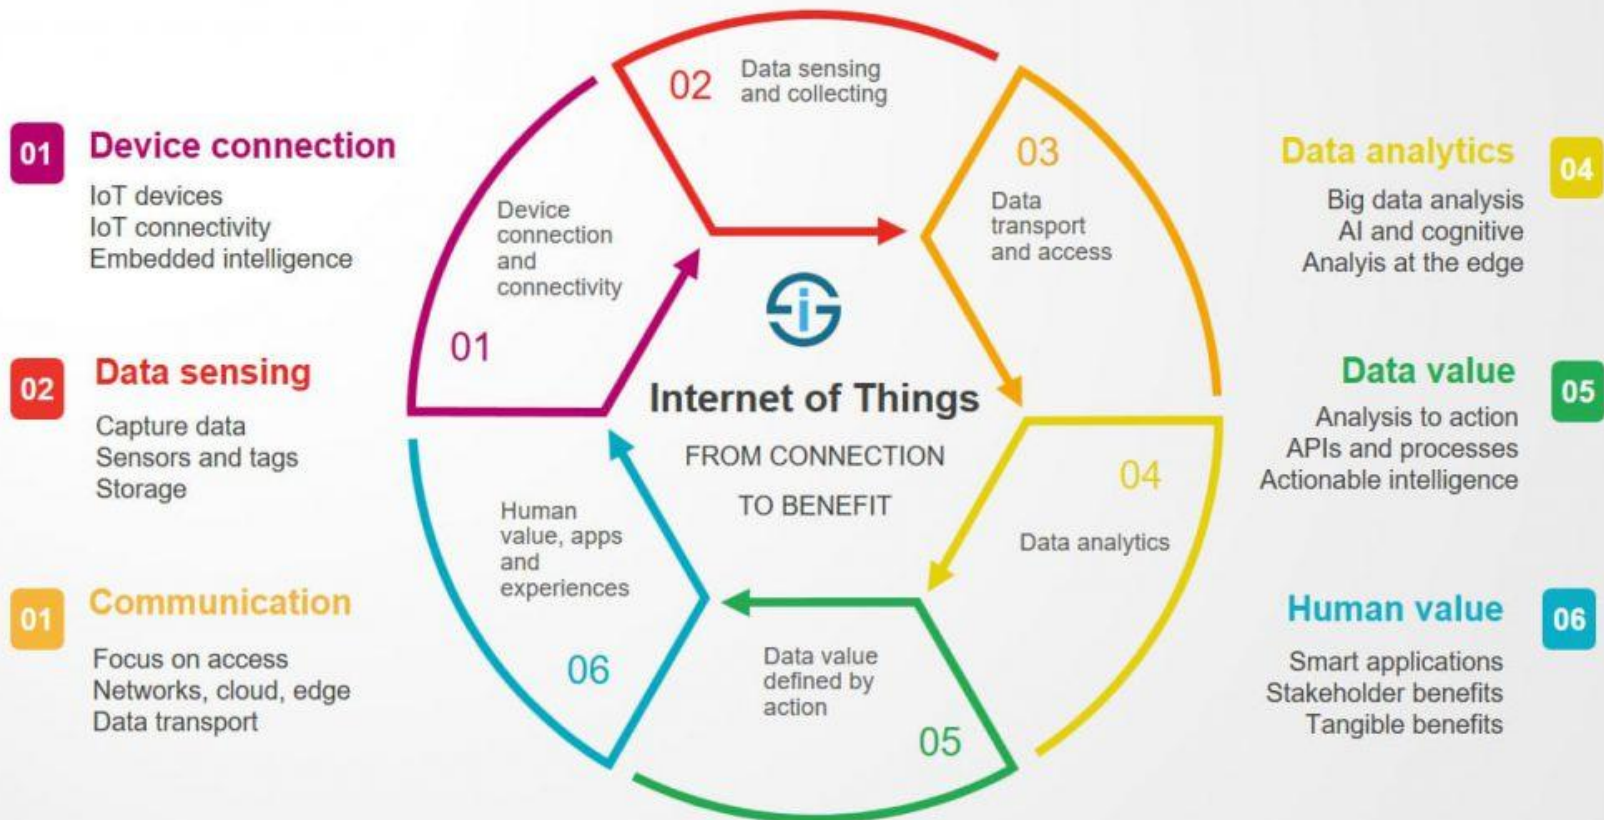 01
Device connection
IoT devices
IoT connectivity
Embedded intelligence
02
Data sensing
Capture data
Sensors and tags
Storage
01
Communication
Focus on access
Networks, cloud, edge
Data transport
01
Device
connection
and
connectivity
02
Data sensing
and collecting
03
Data
transport
and access
04
Data analytics
05
Data value
defined by
action
06
Human
value, apps
and
experiences
Internet of Things
FROM CONNECTION
TO BENEFIT
Data analytics
04
Big data analysis
AI and cognitive
Analyis at the edge
Data value
05
Analysis to action
APIs and processes
Actionable intelligence
Human value
06
Smart applications
Stakeholder benefits
Tangible benefits